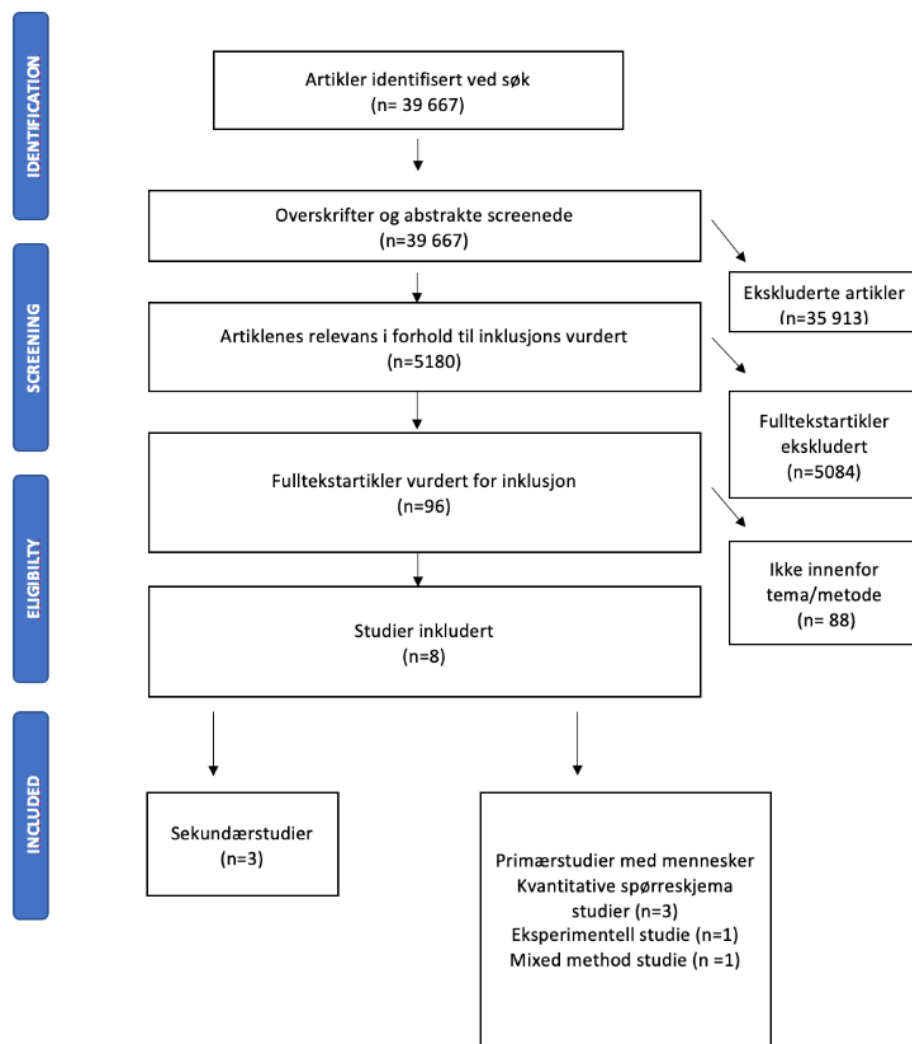 IDENTIFICATION
Artikler identifisert ved søk
(n= 39 667)
Overskrifter og abstrakte screenede
(n=39 667)
Ekskluderte artikler
(n=35 913)
SCREENING
Artiklenes relevans i forhold til inklusjons vurdert
(n=5180)
Fulltekstartikler
ekskludert
(n=5084)
ELIGIBILTY
Fulltekstartikler vurdert for inklusjon
(n=96)
Ikke innenfor
tema/metode
(n= 88)
Studier inkludert
(n=8)
INCLUDED
Sekundærstudier
(n=3)
Primærstudier med mennesker
Kvantitative spørreskjema
studier (n=3)
Eksperimentell studie (n=1)
Mixed method studie (n =1)